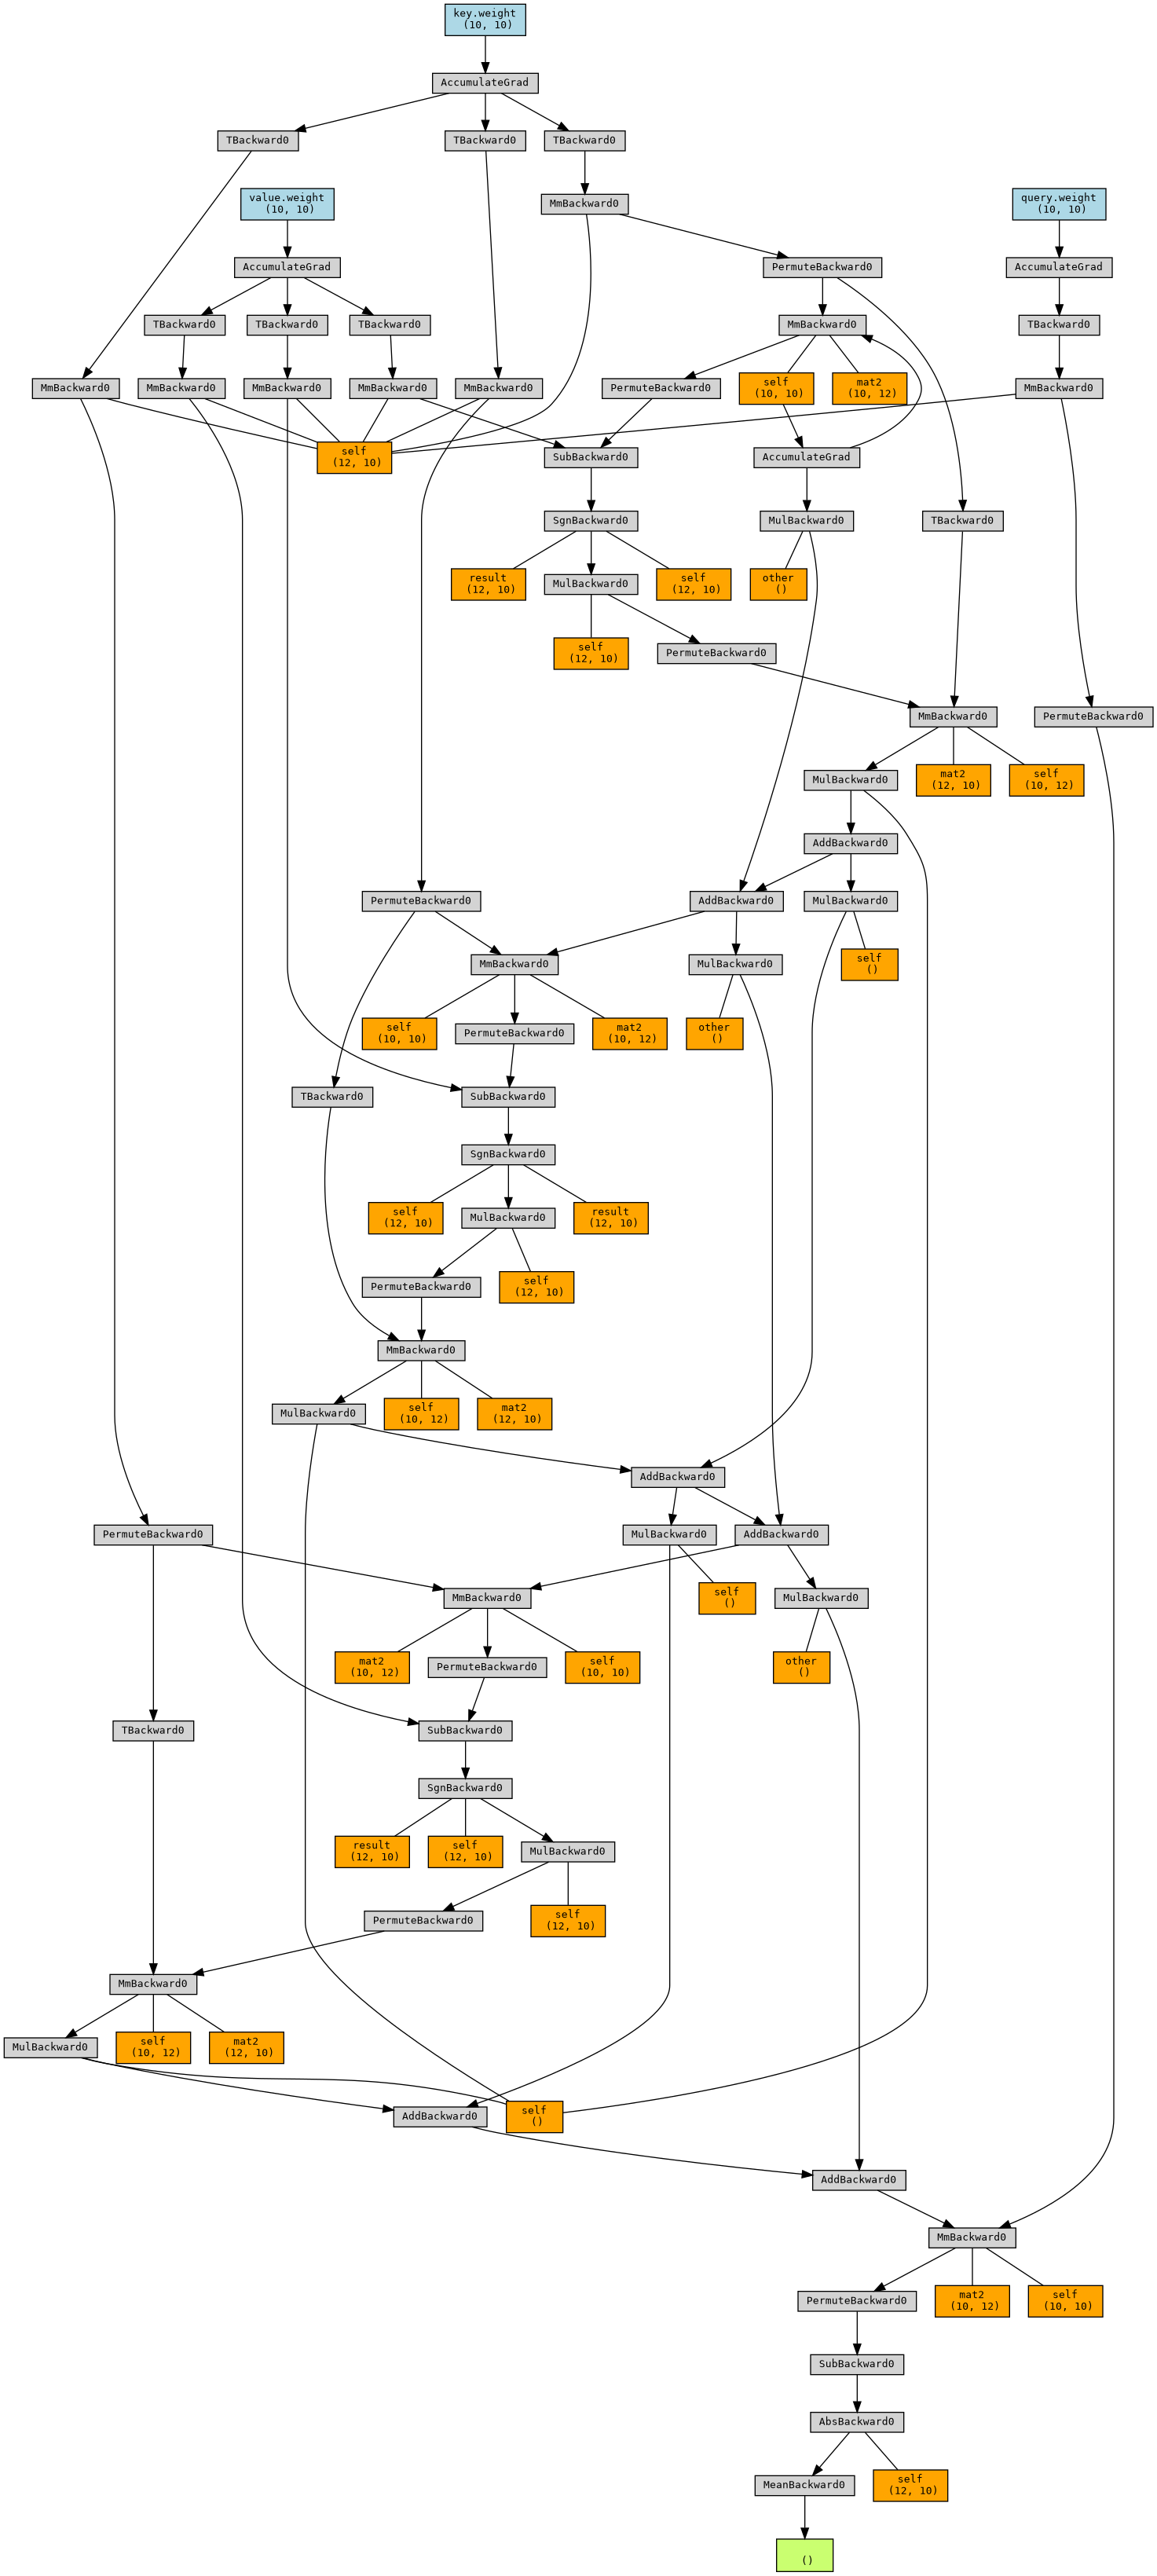 key.weight
(10, 10)
AccumulateGrad
TBackward0
TBackward0
TBackward0
value.weight
(10, 10)
query.weight
(10, 10)
MmBackward0
AccumulateGrad
PermuteBackward0
AccumulateGrad
TBackward0
TBackward0
TBackward0
MmBackward0
TBackward0
MmBackward0
MmBackward0
MmBackward0
MmBackward0
MmBackward0
PermuteBackward0
self
(10, 10)
mat2
(10, 12)
MmBackward0
self
(12, 10)
SubBackward0
AccumulateGrad
SgnBackward0
MulBackward0
TBackward0
result
(12, 10)
MulBackward0
self
(12, 10)
other
()
self
(12, 10)
PermuteBackward0
MmBackward0
PermuteBackward0
MulBackward0
mat2
(12, 10)
self
(10, 12)
AddBackward0
PermuteBackward0
AddBackward0
MulBackward0
MmBackward0
MulBackward0
self
()
self
(10, 10)
PermuteBackward0
mat2
(10, 12)
other
()
TBackward0
SubBackward0
SgnBackward0
self
(12, 10)
MulBackward0
result
(12, 10)
PermuteBackward0
self
(12, 10)
MmBackward0
MulBackward0
self
(10, 12)
mat2
(12, 10)
AddBackward0
PermuteBackward0
MulBackward0
AddBackward0
MmBackward0
self
()
MulBackward0
mat2
(10, 12)
PermuteBackward0
self
(10, 10)
other
()
TBackward0
SubBackward0
SgnBackward0
result
(12, 10)
self
(12, 10)
MulBackward0
PermuteBackward0
self
(12, 10)
MmBackward0
MulBackward0
self
(10, 12)
mat2
(12, 10)
AddBackward0
self
()
AddBackward0
MmBackward0
PermuteBackward0
mat2
(10, 12)
self
(10, 10)
SubBackward0
AbsBackward0
MeanBackward0
self
(12, 10)
()